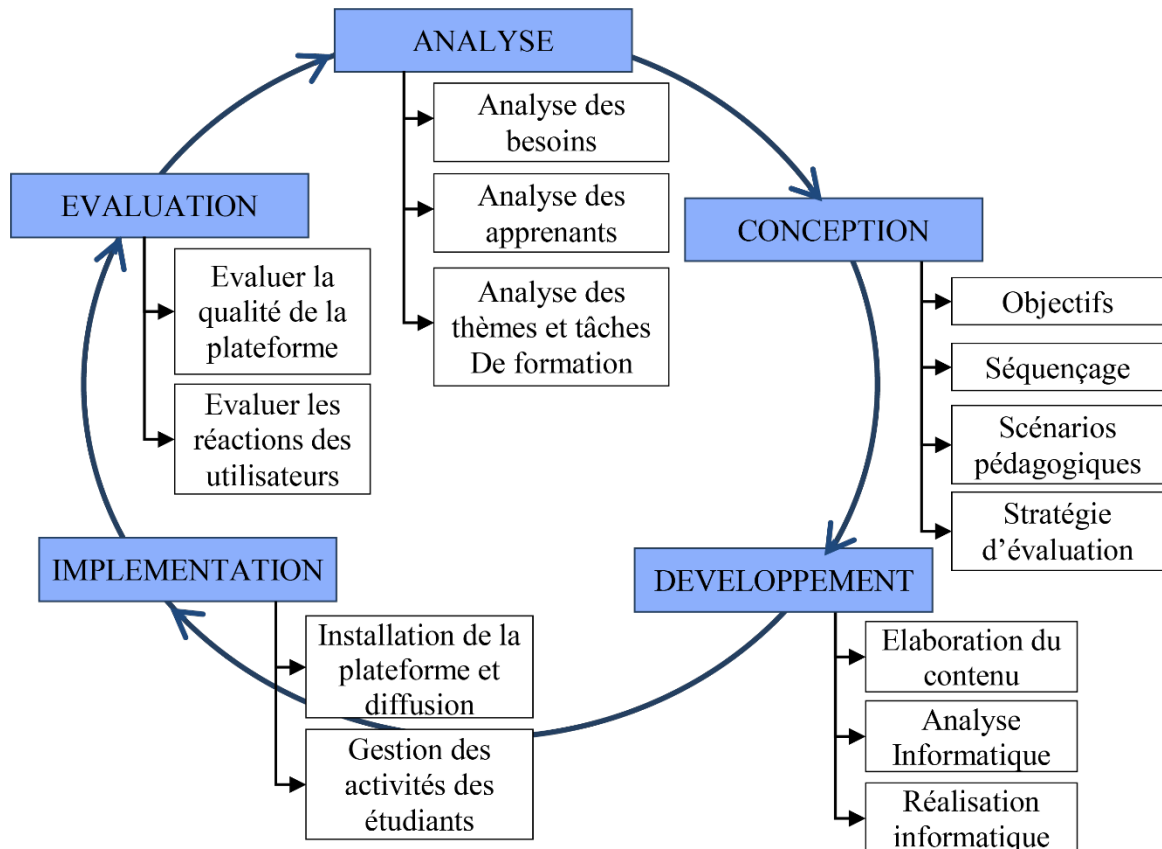 ANALYSE
Analyse des
besoins
Analyse des
apprenants
Analyse des
thèmes et tâches
De formation
CONCEPTION
Objectifs
Séquençage
Scénarios
pédagogiques
Stratégie
d’évaluation
DEVELOPPEMENT
Elaboration du
contenu
Analyse
Informatique
Réalisation
informatique
IMPLEMENTATION
Installation de la
plateforme et
diffusion
Gestion des
activités des
étudiants
EVALUATION
Evaluer la
qualité de la
plateforme
Evaluer les
réactions des
utilisateurs